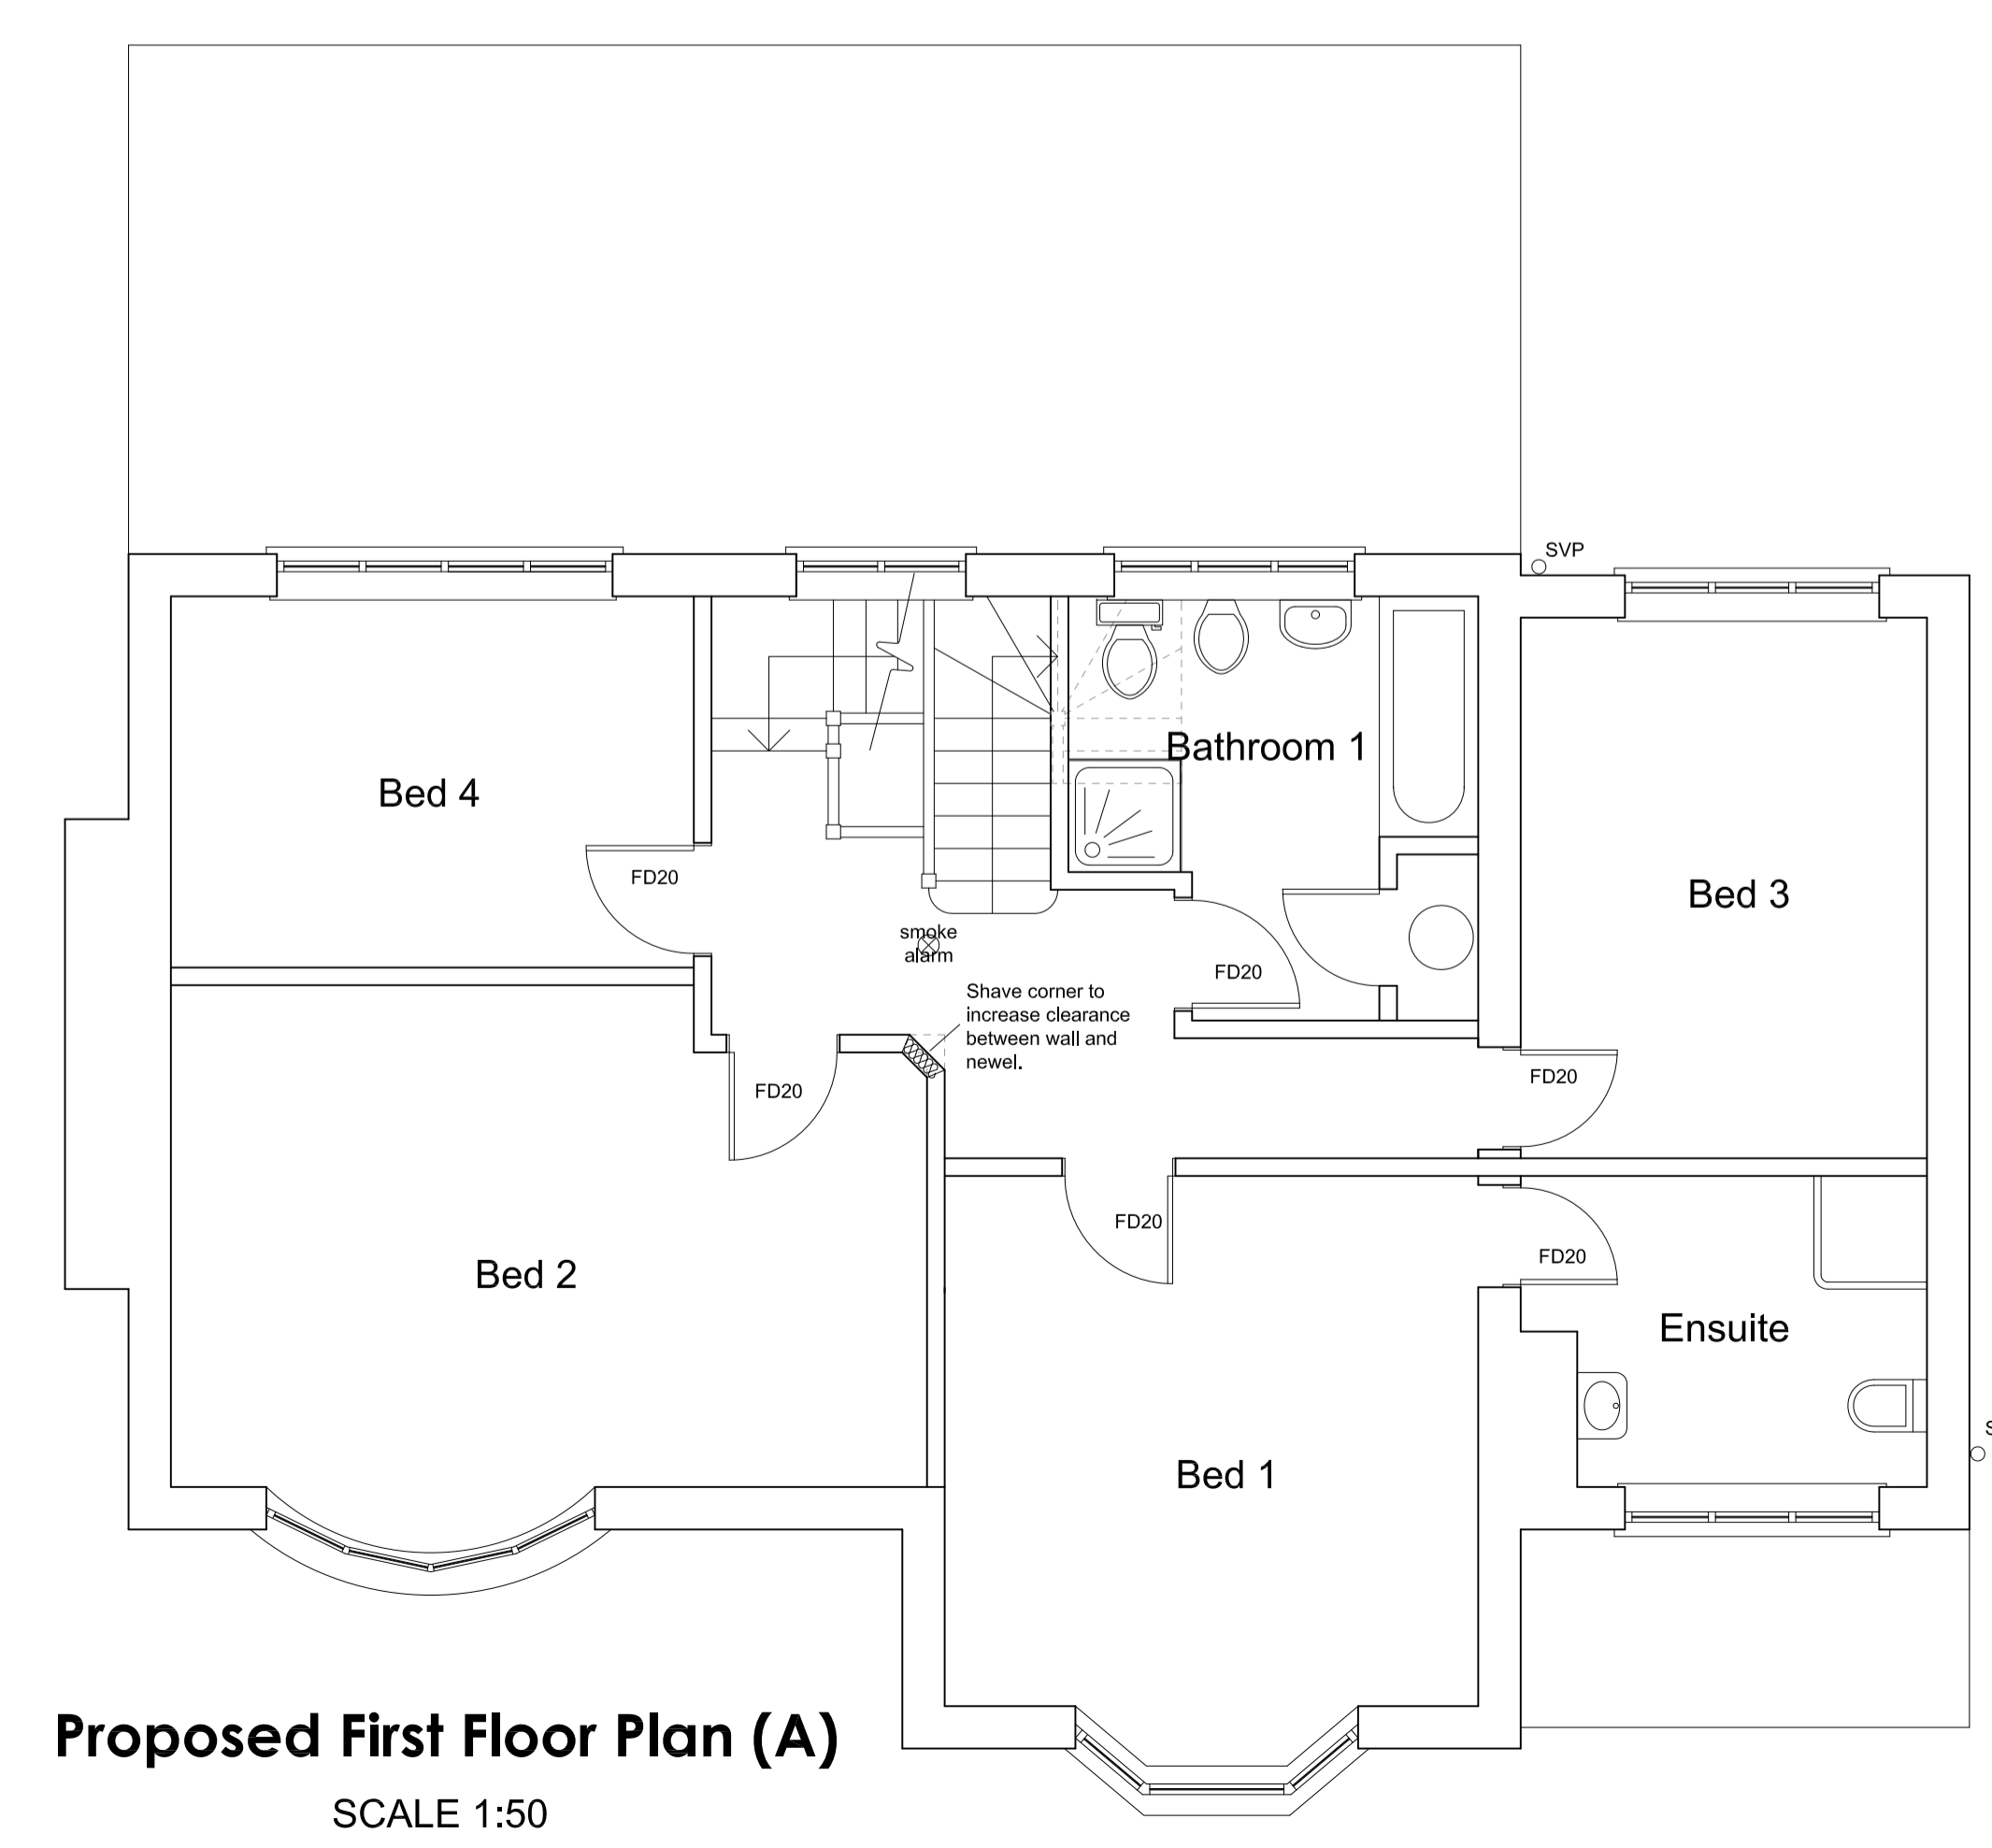 SVP
Bathroom 1
Bed 4
FD20
Bed 3
smoke
alarm
FD20
Shave corner to
increase clearance
between wall and
newel.
FD20
FD20
FD20
FD20
Bed 2
Ensuite
S
Bed 1
Proposed First Floor Plan (A)
SCALE 1:50